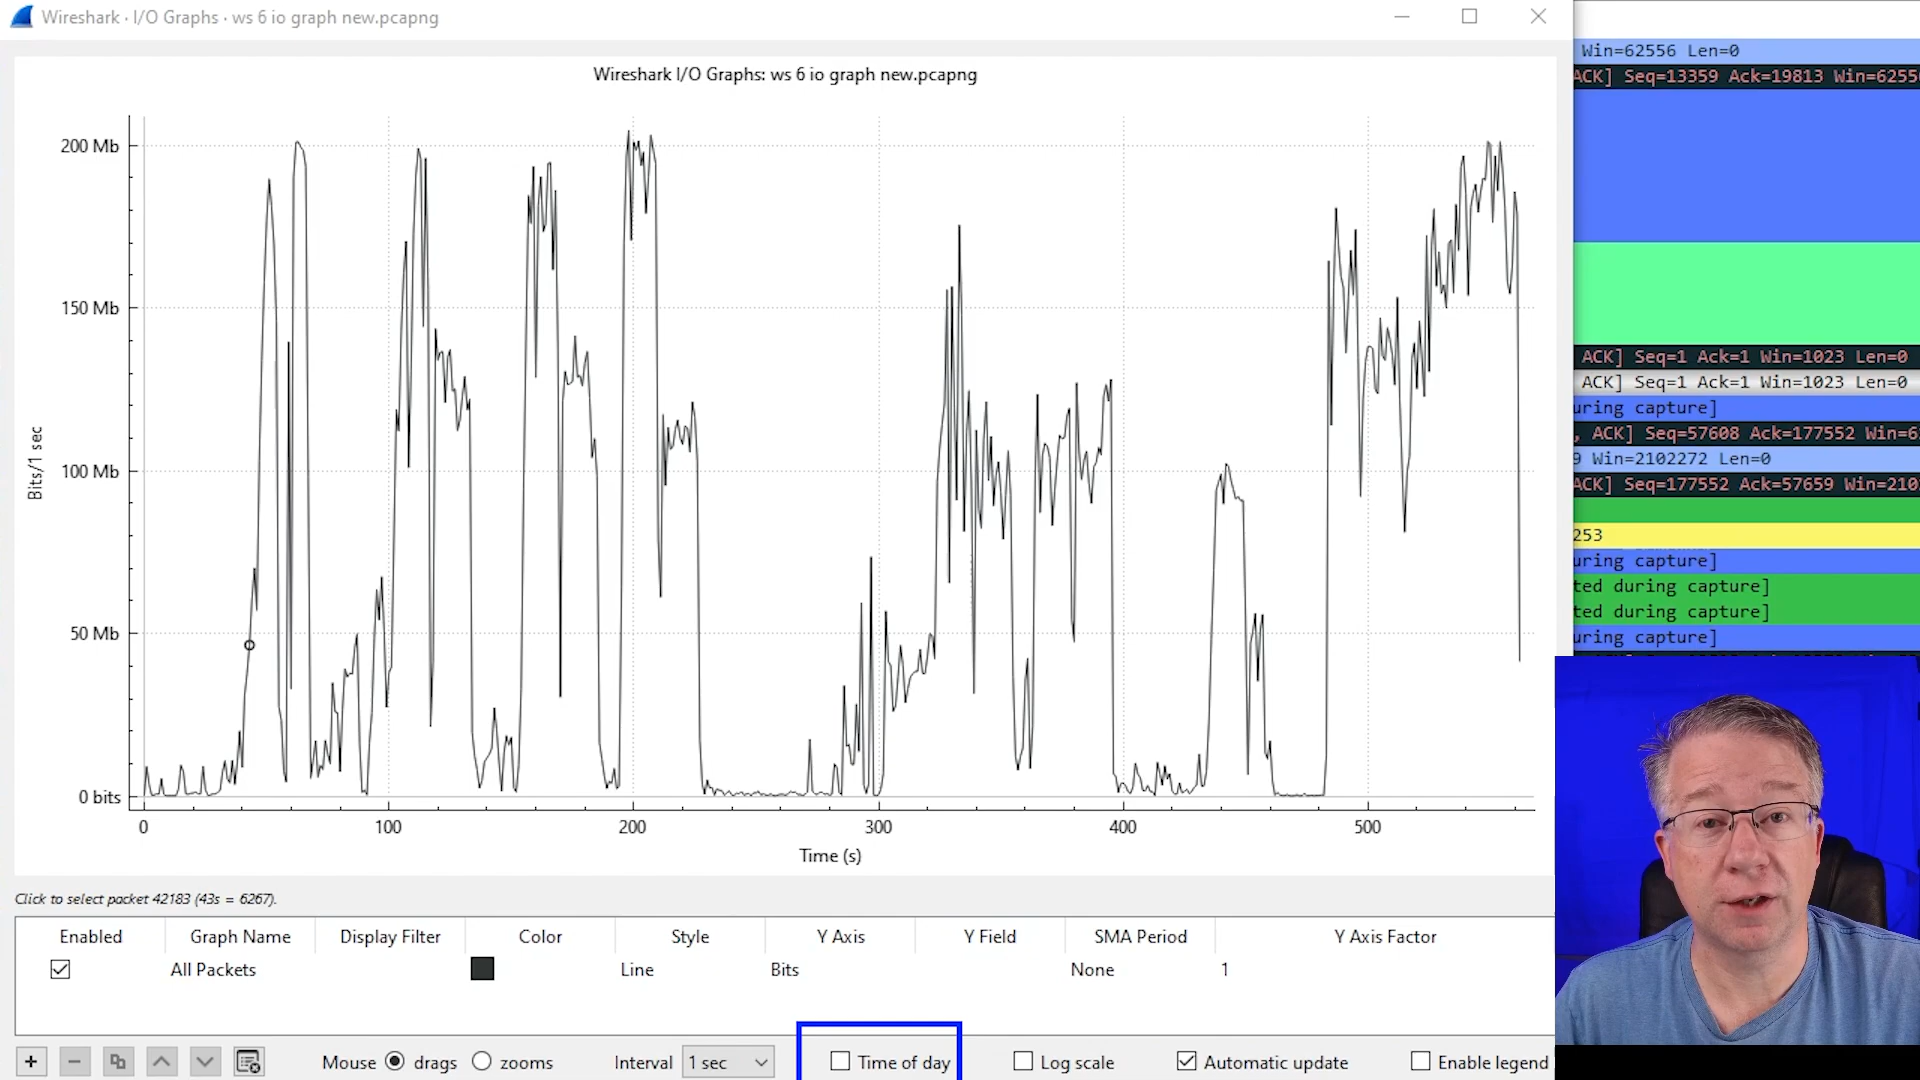 Wireshark · I/O Graphs · ws 6 io graph new.pcapng
Wireshark I/O Graphs: ws 6 io graph new.pcapng
200 Mb
150 Mb
100 Mb
50 Mb
0 bits
Bits/1 sec
0 100 200 300 400 500
Time (s)
Click to select packet 42183 (43s = 6267).
Enabled Graph Name Display Filter Color Style Y Axis Y Field SMA Period Y Axis Factor
All Packets Line Bits None 1
Mouse drags zooms Interval 1 sec Time of day Log scale Automatic update Enable legend
Win=62556 Len=0
ACK] Seq=13359 Ack=19813 Win=6255
ACK] Seq=1 Ack=1 Win=1023 Len=0
ACK] Seq=1 Ack=1 Win=1023 Len=0
uring capture]
, ACK] Seq=57608 Ack=177552 Win=6
9 Win=2102272 Len=0
ACK] Seq=177552 Ack=57659 Win=210
253
uring capture]
ted during capture]
ted during capture]
uring capture]